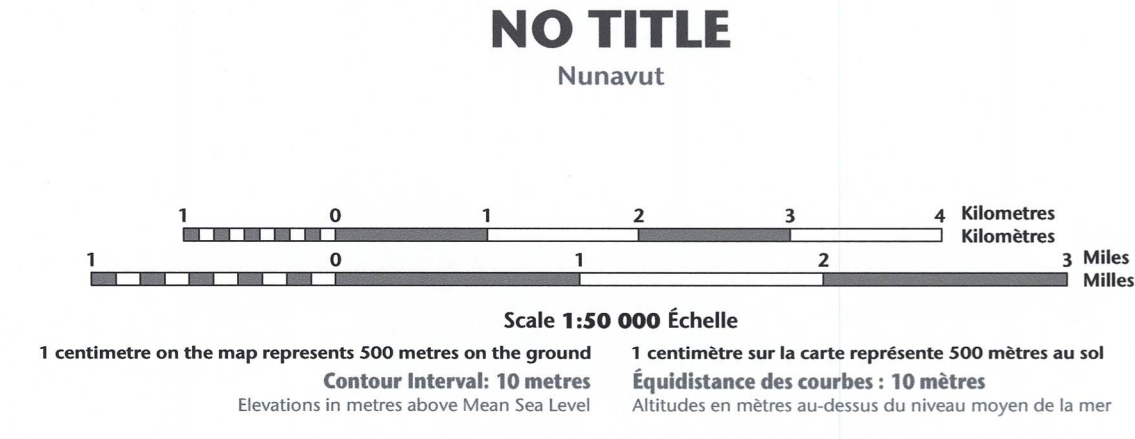 NO TITLE
Nunavut
1 0 1 2 3 4 Kilometres
Kilomètres
1 0 1 2 3 Miles
Milles
Scale 1:50 000 Échelle
1 centimetre on the map represents 500 metres on the ground
1 centimètre sur la carte représente 500 mètres au sol
Contour Interval: 10 metres
Équidistance des courbes : 10 mètres
Elevations in metres above Mean Sea Level
Altitudes en mètres au-dessus du niveau moyen de la mer